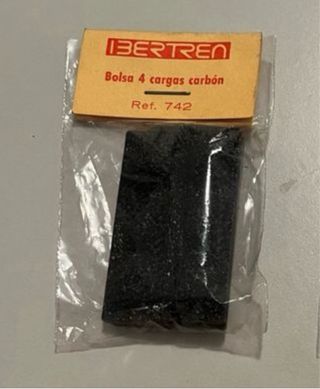 IBERTREN
Bolsa 4 cargas carbón
Ref. 742